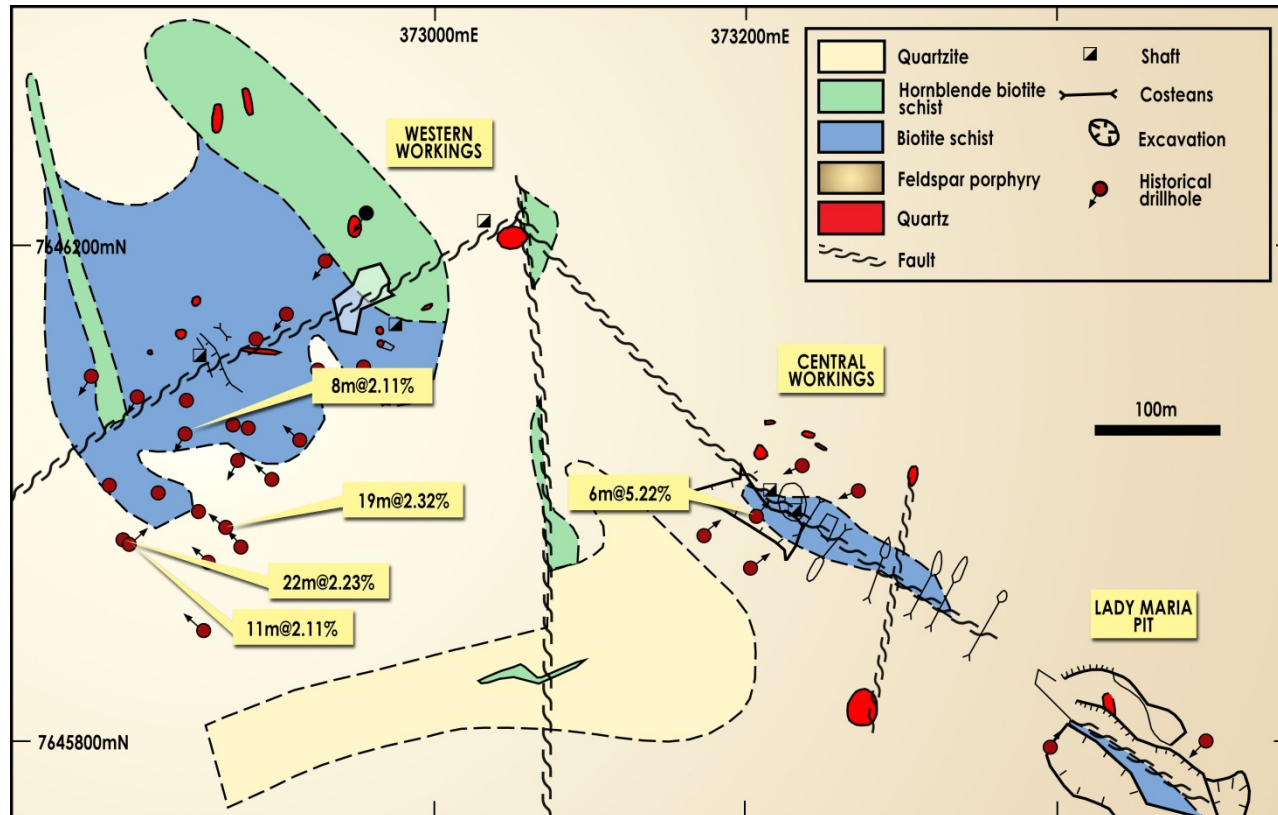 373000mE
373200mE
Quartzite
Hornblende biotite
schist
Biotite schist
Feldspar porphyry
Quartz
Fault
Shaft
Costeans
Excavation
Historical
drillhole
WESTERN
WORKINGS
7646200mN
8m@2.11%
CENTRAL
WORKINGS
100m
19m@2.32%
6m@5.22%
22m@2.23%
11m@2.11%
LADY MARIA
PIT
7645800mN